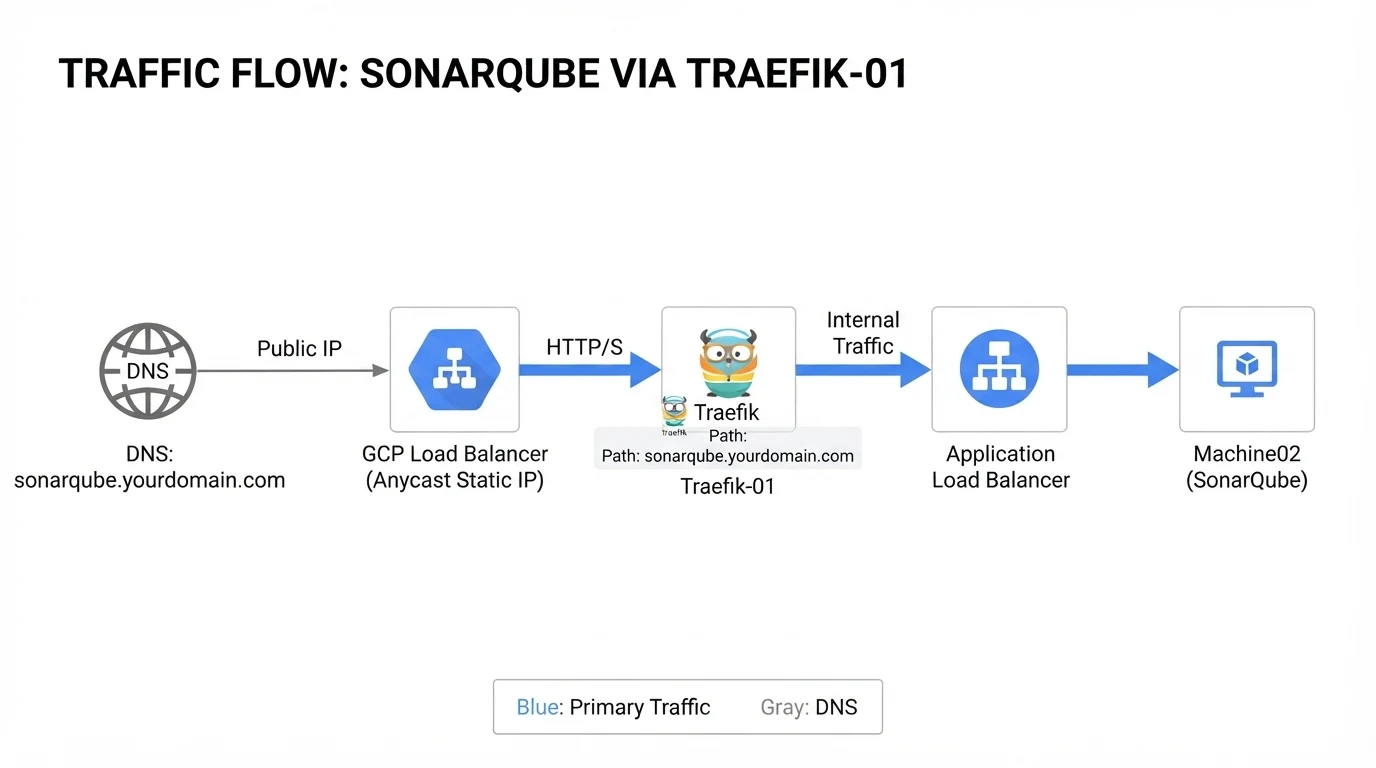 TRAFFIC FLOW: SONARQUBE VIA TRAEFIK-01
DNS
Public IP
HTTP/S
Internal
Traffic
Traefik
traefik
Path:
Path: sonarqube.yourdomain.com
DNS:
sonarqube.yourdomain.com
GCP Load Balancer
(Anycast Static IP)
Traefik-01
Application
Load Balancer
Machine02
(SonarQube)
Blue: Primary Traffic
Gray: DNS